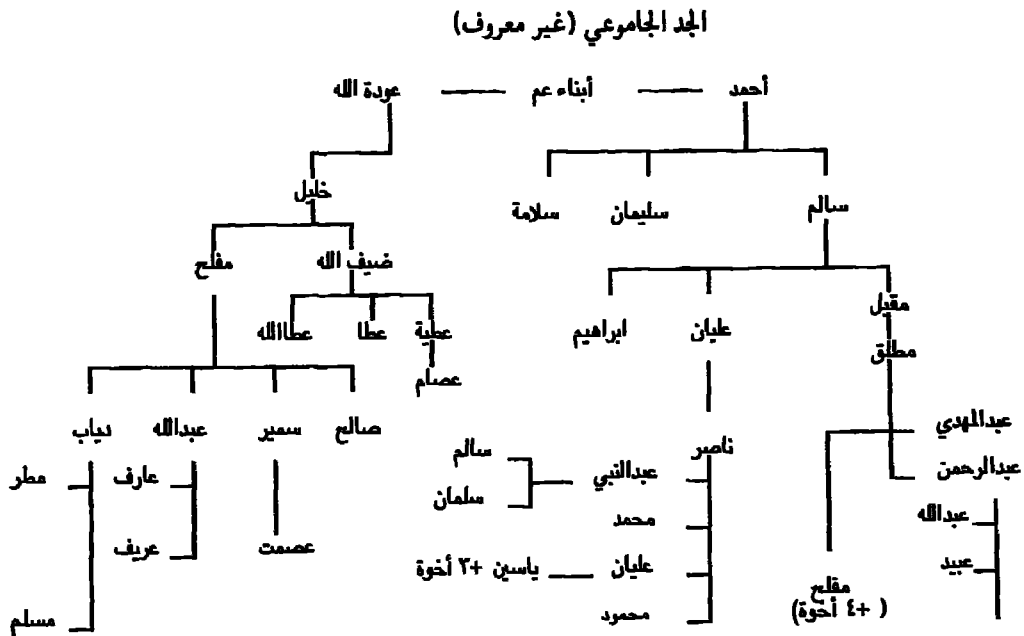 الجد الجاموعي (غير معروف)
أحمد — أبناء عم — عودة الله
سالم
سليمان
سلامة
خليل
ضيف الله
مفلح
مقبل
مطلق
عليان
ابراهيم
عطية
عطا
عطاالله
عصام
صالح
سمير
عبدالله
دياب
عبدالمهدي
عبدالرحمن
عبدالله
عبيد
مقلح
( +٤ أخوة)
ناصر
عبدالنبي
سالم
سلمان
محمد
عليان — ياسين +٣ أخوة
محمود
عصمت
عارف
عريف
مطر
مسلم